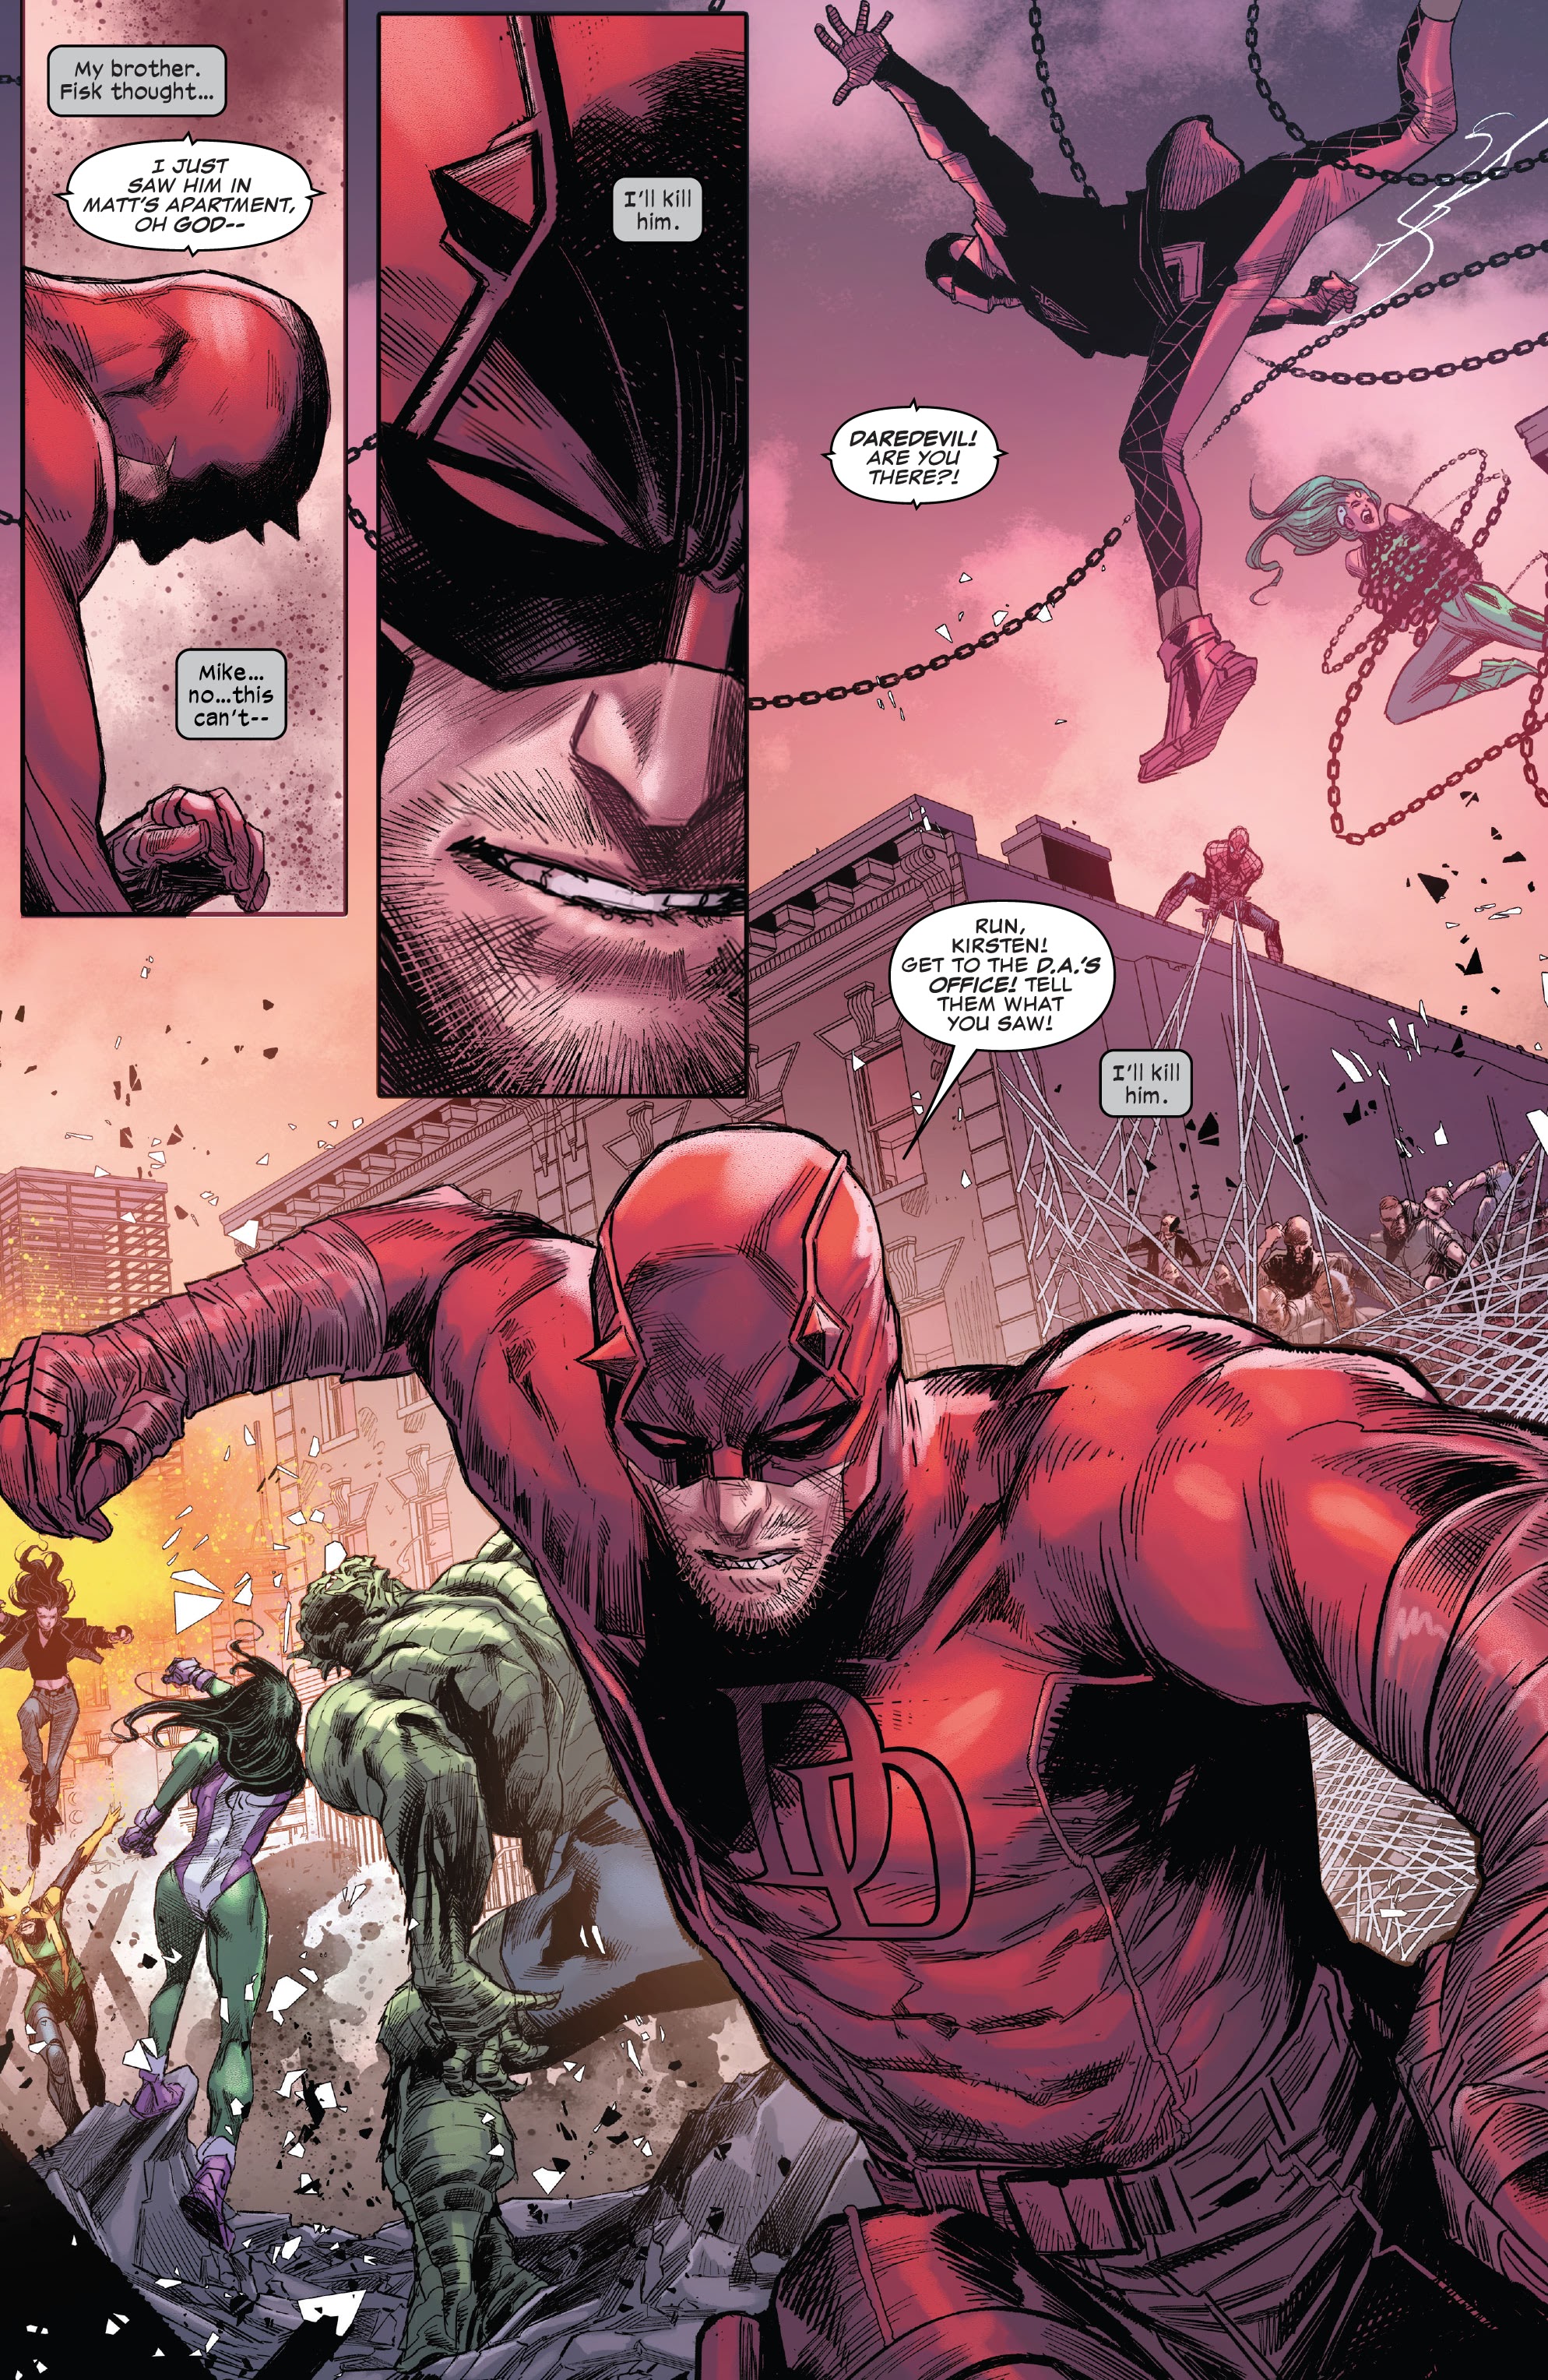 My brother.
Fisk thought...
I JUST
SAW HIM IN
MATT'S APARTMENT,
OH GOD--
Mike...
no...this
can't--
I'll kill
him.
DAREDEVIL!
ARE YOU
THERE?!
RUN,
KIRSTEN!
GET TO THE D.A.'S
OFFICE! TELL
THEM WHAT
YOU SAW!
I'll kill
him.
DD